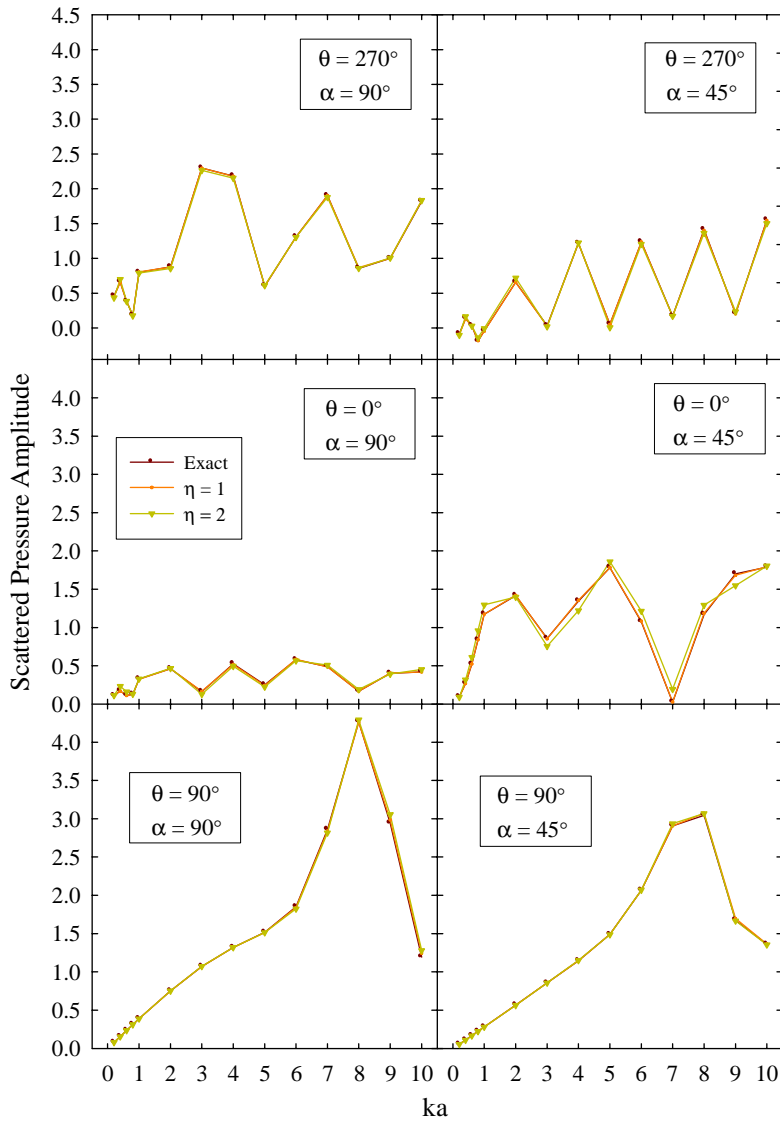 4.5
4.0
3.5
3.0
2.5
2.0
1.5
1.0
0.5
0.0
θ = 270°
α = 90°
θ = 270°
α = 45°
4.0
3.5
3.0
2.5
2.0
1.5
1.0
0.5
0.0
θ = 0°
α = 90°
Exact
η = 1
η = 2
θ = 0°
α = 45°
Scattered Pressure Amplitude
4.0
3.5
3.0
2.5
2.0
1.5
1.0
0.5
0.0
θ = 90°
α = 90°
θ = 90°
α = 45°
0 1 2 3 4 5 6 7 8 9 10
0 1 2 3 4 5 6 7 8 9 10
ka